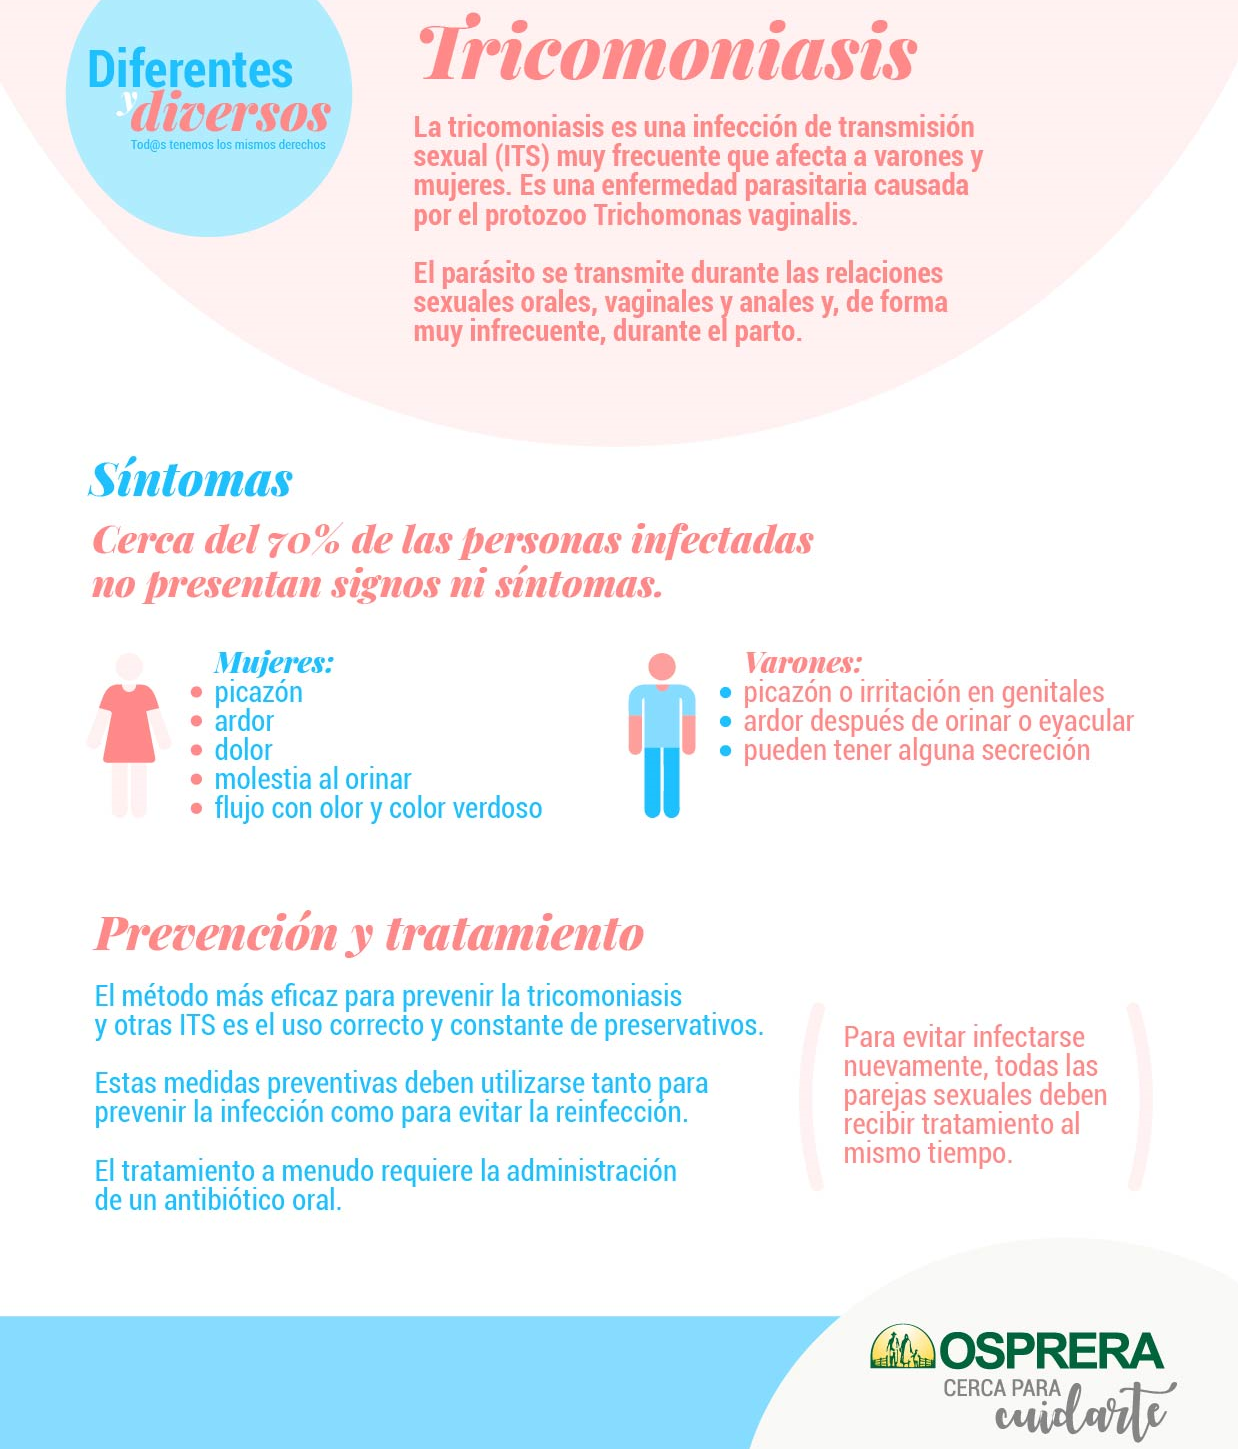 Diferentes
y diversos
Tod@s tenemos los mismos derechos
Tricomoniasis
La tricomoniasis es una infección de transmisión
sexual (ITS) muy frecuente que afecta a varones y
mujeres. Es una enfermedad parasitaria causada
por el protozoo Trichomonas vaginalis.
El parásito se transmite durante las relaciones
sexuales orales, vaginales y anales y, de forma
muy infrecuente, durante el parto.
Síntomas
Cerca del 70% de las personas infectadas
no presentan signos ni síntomas.
Mujeres:
• picazón
• ardor
• dolor
• molestia al orinar
• flujo con olor y color verdoso
Varones:
• picazón o irritación en genitales
• ardor después de orinar o eyacular
• pueden tener alguna secreción
Prevención y tratamiento
El método más eficaz para prevenir la tricomoniasis
y otras ITS es el uso correcto y constante de preservativos.
Estas medidas preventivas deben utilizarse tanto para
prevenir la infección como para evitar la reinfección.
El tratamiento a menudo requiere la administración
de un antibiótico oral.
Para evitar infectarse
nuevamente, todas las
parejas sexuales deben
recibir tratamiento al
mismo tiempo.
OSPRERA
CERCA PARA
cuidarte